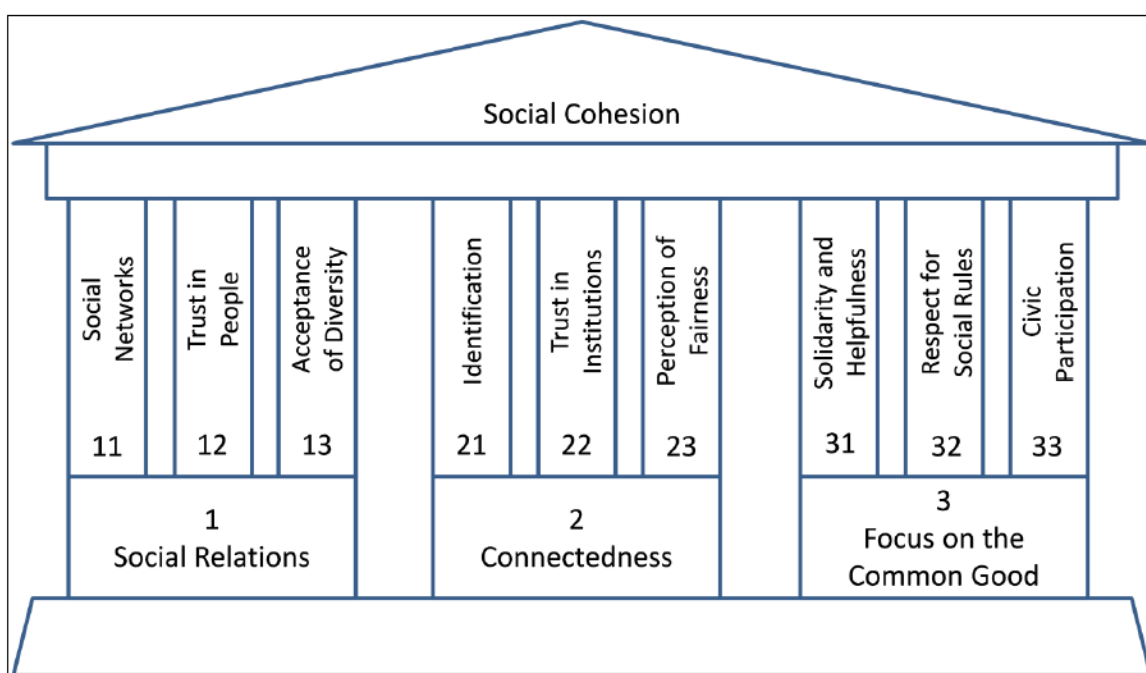 Social Cohesion
Social
Networks
11
Trust in
People
12
Acceptance
of Diversity
13
Identification
21
Trust in
Institutions
22
Perception of
Fairness
23
Solidarity and
Helpfulness
31
Respect for
Social Rules
32
Civic
Participation
33
1
Social Relations
2
Connectedness
3
Focus on the
Common Good